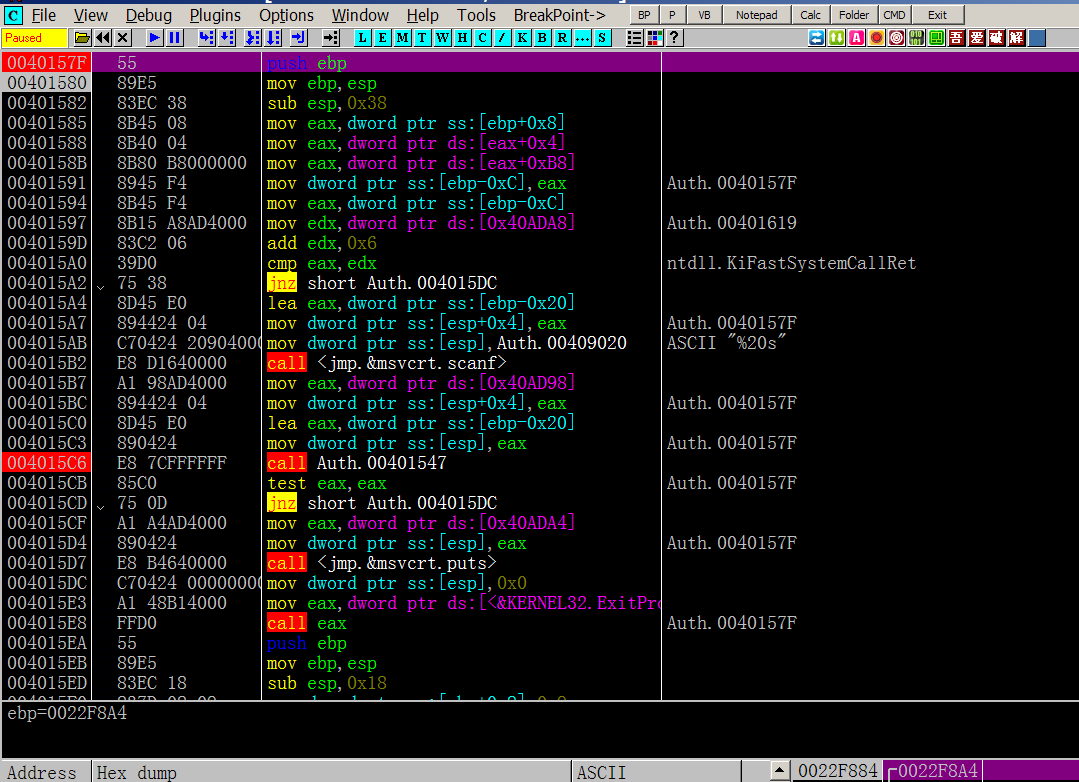 C File View Debug Plugins Options Window Help Tools BreakPoint-> BP P VB Notepad Calc Folder CMD Exit
Paused L E M T W H C / K B R ... S ? A 吾 爱 破 解
0040157F 55 push ebp
00401580 89E5 mov ebp,esp
00401582 83EC 38 sub esp,0x38
00401585 8B45 08 mov eax,dword ptr ss:[ebp+0x8]
00401588 8B40 04 mov eax,dword ptr ds:[eax+0x4]
0040158B 8B80 B8000000 mov eax,dword ptr ds:[eax+0xB8]
00401591 8945 F4 mov dword ptr ss:[ebp-0xC],eax Auth.0040157F
00401594 8B45 F4 mov eax,dword ptr ss:[ebp-0xC]
00401597 8B15 A8AD4000 mov edx,dword ptr ds:[0x40ADA8] Auth.00401619
0040159D 83C2 06 add edx,0x6
004015A0 39D0 cmp eax,edx ntdll.KiFastSystemCallRet
004015A2 75 38 jnz short Auth.004015DC
004015A4 8D45 E0 lea eax,dword ptr ss:[ebp-0x20]
004015A7 894424 04 mov dword ptr ss:[esp+0x4],eax Auth.0040157F
004015AB C70424 20904000 mov dword ptr ss:[esp],Auth.00409020 ASCII "%20s"
004015B2 E8 D1640000 call <jmp.&msvcrt.scanf>
004015B7 A1 98AD4000 mov eax,dword ptr ds:[0x40AD98]
004015BC 894424 04 mov dword ptr ss:[esp+0x4],eax Auth.0040157F
004015C0 8D45 E0 lea eax,dword ptr ss:[ebp-0x20]
004015C3 890424 mov dword ptr ss:[esp],eax Auth.0040157F
004015C6 E8 7CFFFFFF call Auth.00401547
004015CB 85C0 test eax,eax Auth.0040157F
004015CD 75 0D jnz short Auth.004015DC
004015CF A1 A4AD4000 mov eax,dword ptr ds:[0x40ADA4]
004015D4 890424 mov dword ptr ss:[esp],eax Auth.0040157F
004015D7 E8 B4640000 call <jmp.&msvcrt.puts>
004015DC C70424 00000000 mov dword ptr ss:[esp],0x0
004015E3 A1 48B14000 mov eax,dword ptr ds:[<&KERNEL32.ExitPro
004015E8 FFD0 call eax Auth.0040157F
004015EA 55 push ebp
004015EB 89E5 mov ebp,esp
004015ED 83EC 18 sub esp,0x18
ebp=0022F8A4
Address Hex dump ASCII 0022F884 0022F8A4